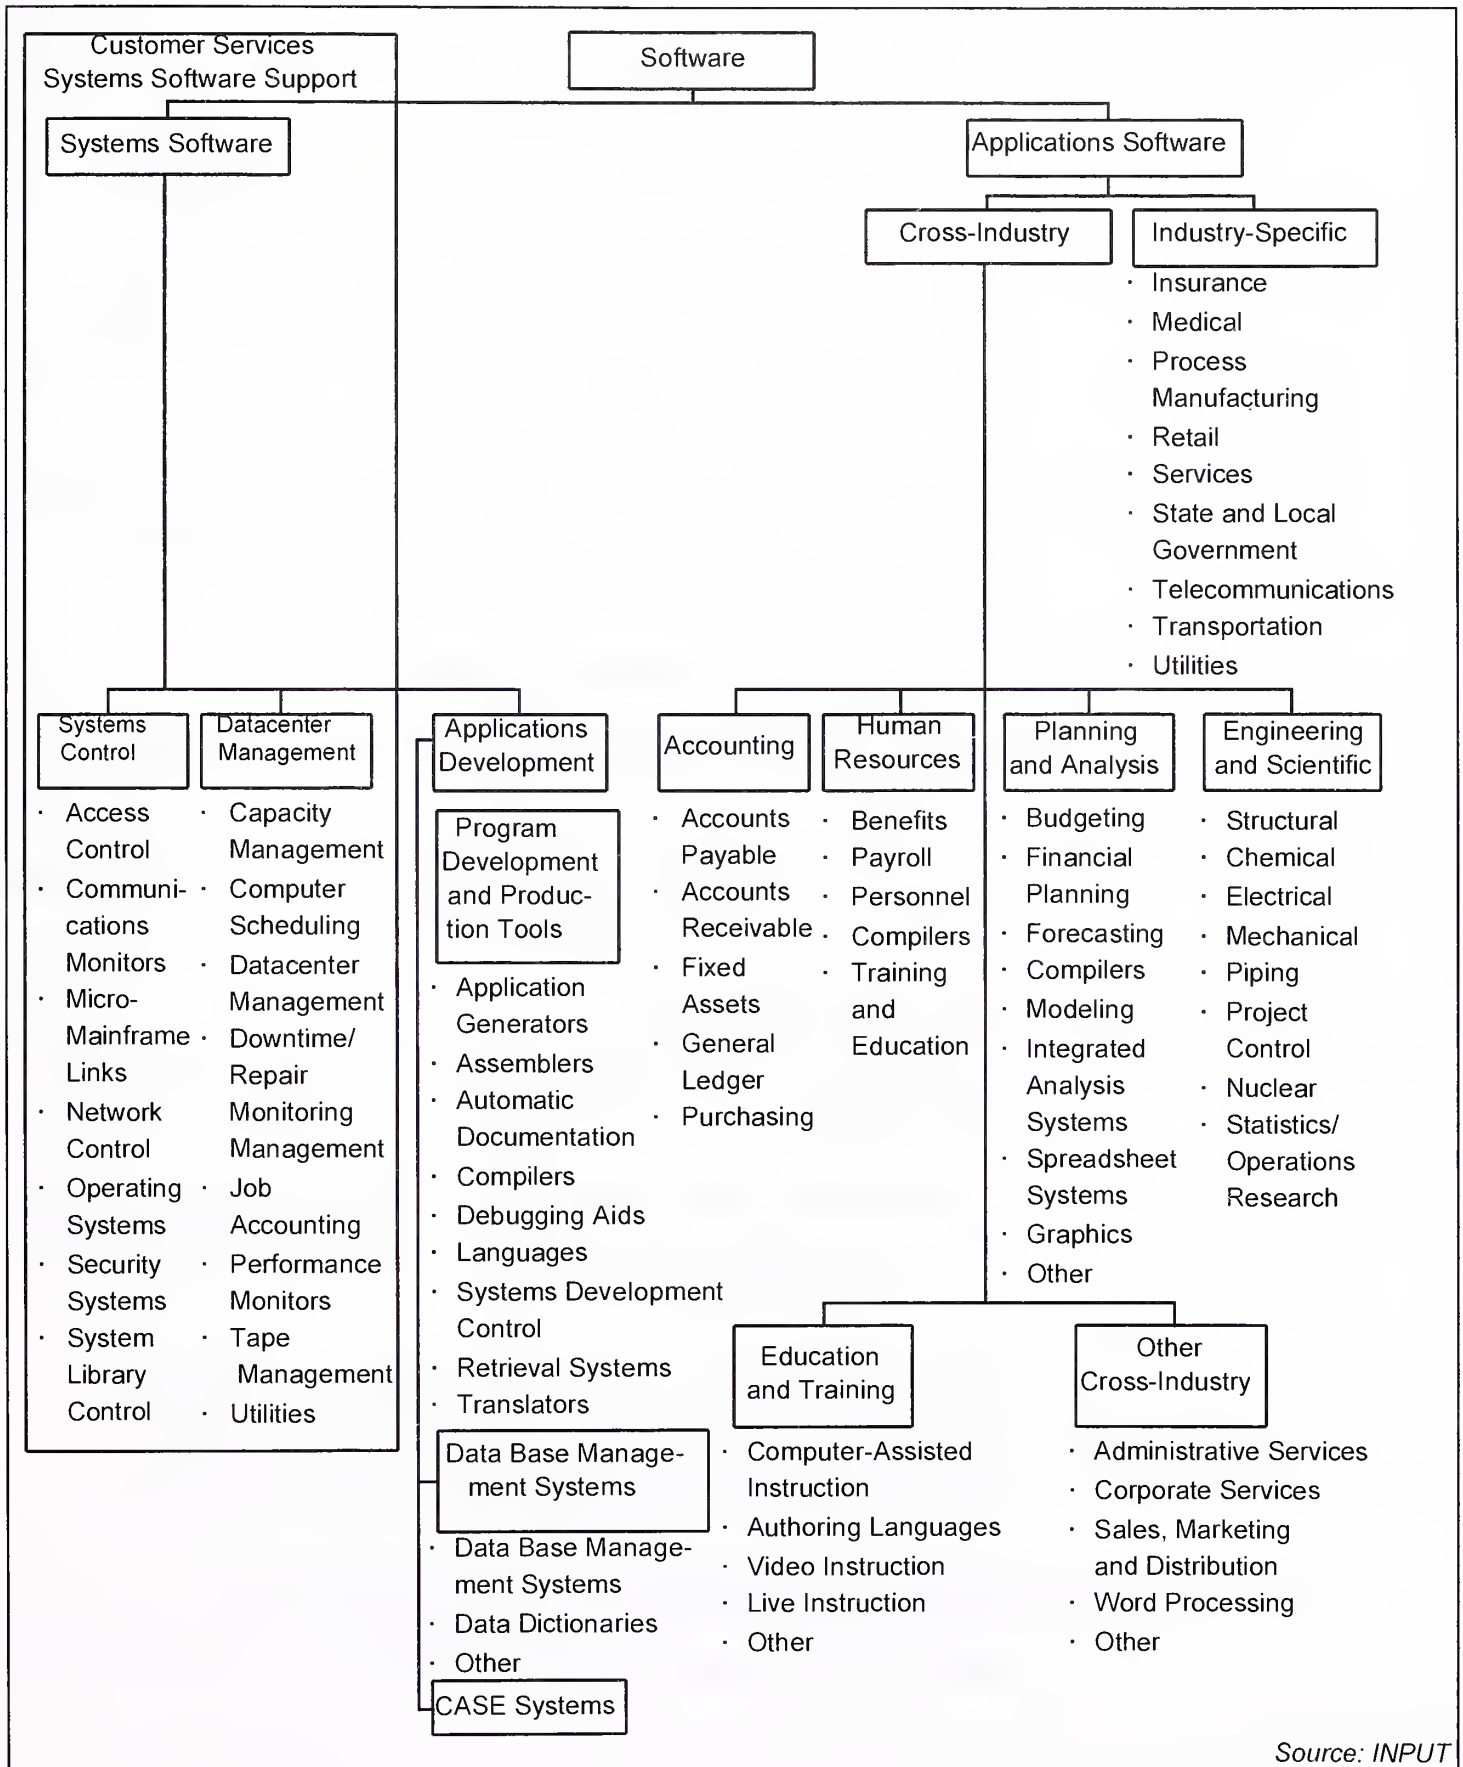 Customer Services
Systems Software Support
Software
Systems Software
Applications Software
Cross-Industry
Industry-Specific
· Insurance
· Medical
· Process
Manufacturing
· Retail
· Services
· State and Local
Government
· Telecommunications
· Transportation
· Utilities
Systems
Control
· Access
Control
· Communi-
cations
Monitors
· Micro-
Mainframe
Links
· Network
Control
· Operating
Systems
· Security
Systems
· System
Library
Control
Datacenter
Management
· Capacity
Management
· Computer
Scheduling
· Datacenter
Management
· Downtime/
Repair
Monitoring
Management
· Job
Accounting
· Performance
Monitors
· Tape
Management
· Utilities
Applications
Development
Program
Development
and Produc-
tion Tools
· Application
Generators
· Assemblers
· Automatic
Documentation
· Compilers
· Debugging Aids
· Languages
· Systems Development
Control
· Retrieval Systems
· Translators
Data Base Manage-
ment Systems
· Data Base Manage-
ment Systems
· Data Dictionaries
· Other
CASE Systems
Accounting
· Accounts
Payable
· Accounts
Receivable
· Fixed
Assets
· General
Ledger
· Purchasing
Human
Resources
· Benefits
· Payroll
· Personnel
· Compilers
· Training
and
Education
Planning
and Analysis
· Budgeting
· Financial
Planning
· Forecasting
· Compilers
· Modeling
· Integrated
Analysis
Systems
· Spreadsheet
Systems
· Graphics
· Other
Engineering
and Scientific
· Structural
· Chemical
· Electrical
· Mechanical
· Piping
· Project
Control
· Nuclear
· Statistics/
Operations
Research
Education
and Training
· Computer-Assisted
Instruction
· Authoring Languages
· Video Instruction
· Live Instruction
· Other
Other
Cross-Industry
· Administrative Services
· Corporate Services
· Sales, Marketing
and Distribution
· Word Processing
· Other
Source: INPUT